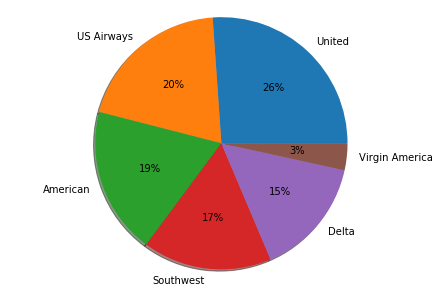 US Airways
United
20%
26%
3%
Virgin America
19%
15%
American
17%
Delta
Southwest